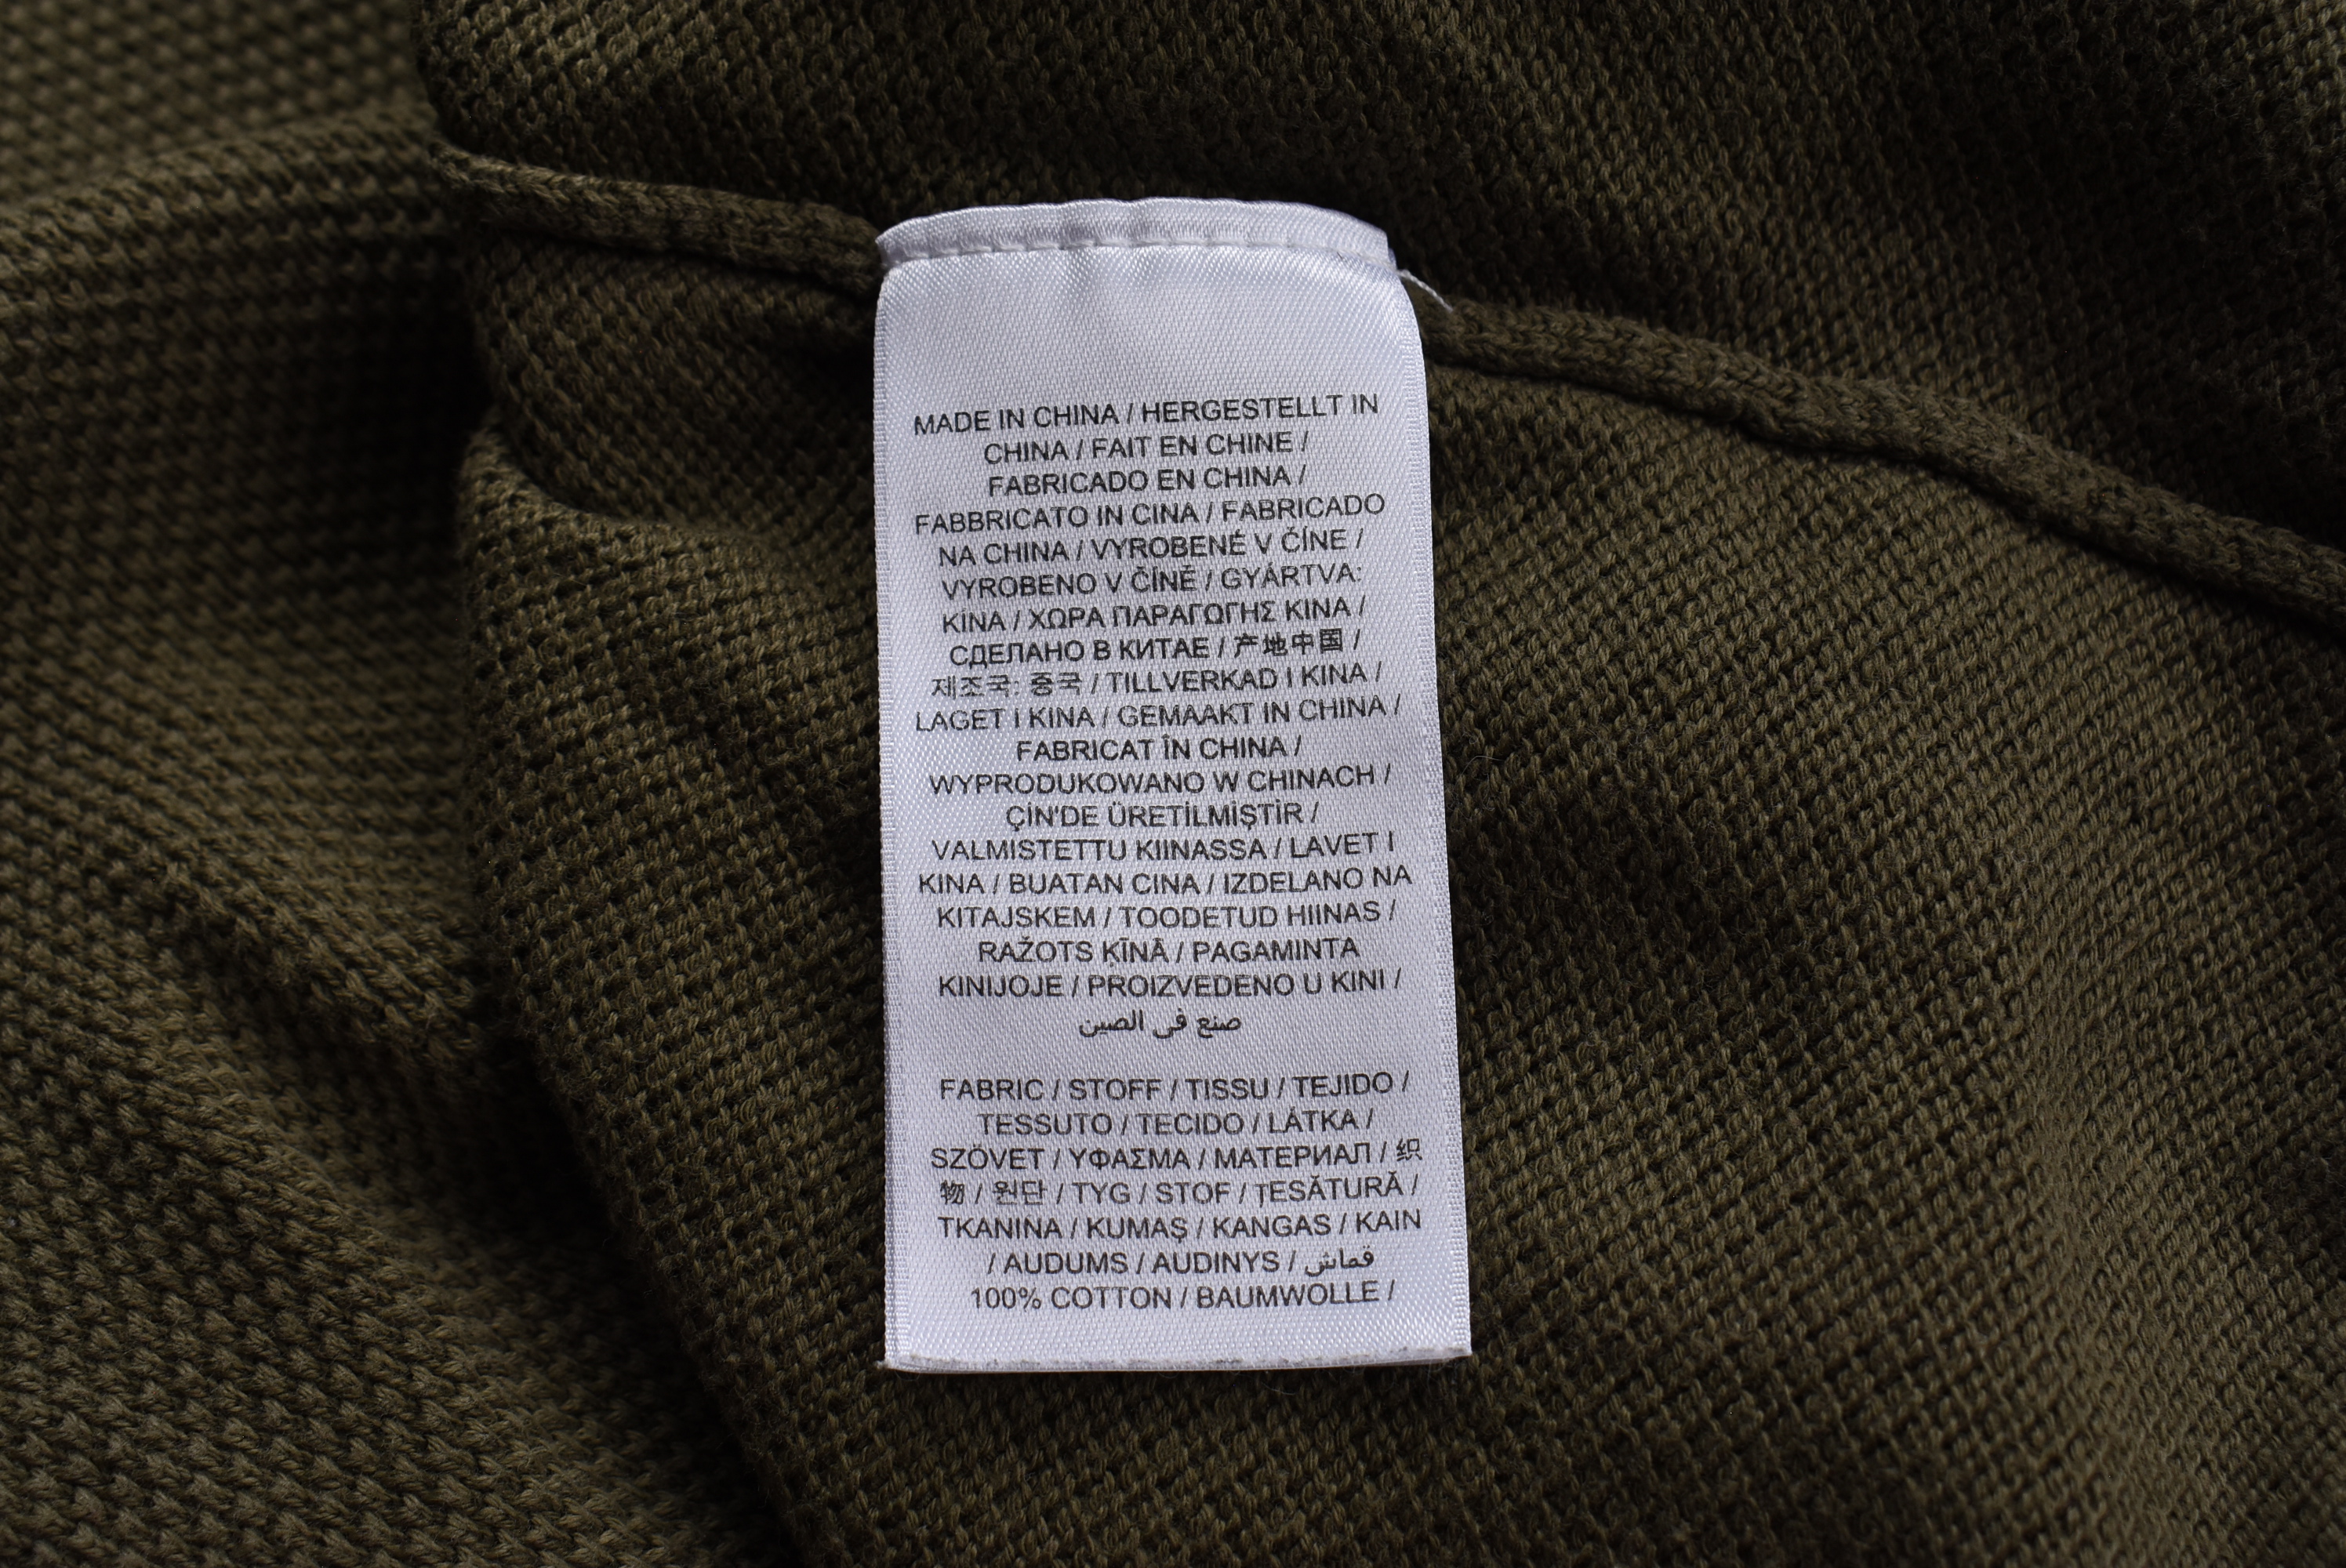 MADE IN CHINA / HERGESTELLT IN
CHINA / FAIT EN CHINE /
FABRICADO EN CHINA /
FABBRICATO IN CINA / FABRICADO
NA CHINA / VYROBENÉ V ČÍNE /
VYROBENO V ČÍNĚ / GYÁRTVA:
KÍNA / ΧΩΡΑ ΠΑΡΑΓΩΓΗΣ ΚΙΝΑ /
СДЕЛАНО В КИТАЕ / 产地中国 /
제조국: 중국 / TILLVERKAD I KINA /
LAGET I KINA / GEMAAKT IN CHINA /
FABRICAT ÎN CHINA /
WYPRODUKOWANO W CHINACH /
ÇİN'DE ÜRETİLMİŞTİR /
VALMISTETTU KIINASSA / LAVET I
KINA / BUATAN CINA / IZDELANO NA
KITAJSKEM / TOODETUD HIINAS /
RAŽOTS ĶĪNĀ / PAGAMINTA
KINIJOJE / PROIZVEDENO U KINI /
صنع في الصين
FABRIC / STOFF / TISSU / TEJIDO /
TESSUTO / TECIDO / LÁTKA /
SZÖVET / ΥΦΑΣΜΑ / МАТЕРИАЛ / 织
物 / 원단 / TYG / STOF / ȚESĂTURĂ /
TKANINA / KUMAŞ / KANGAS / KAIN
/ AUDUMS / AUDINYS / قماش
100% COTTON / BAUMWOLLE /